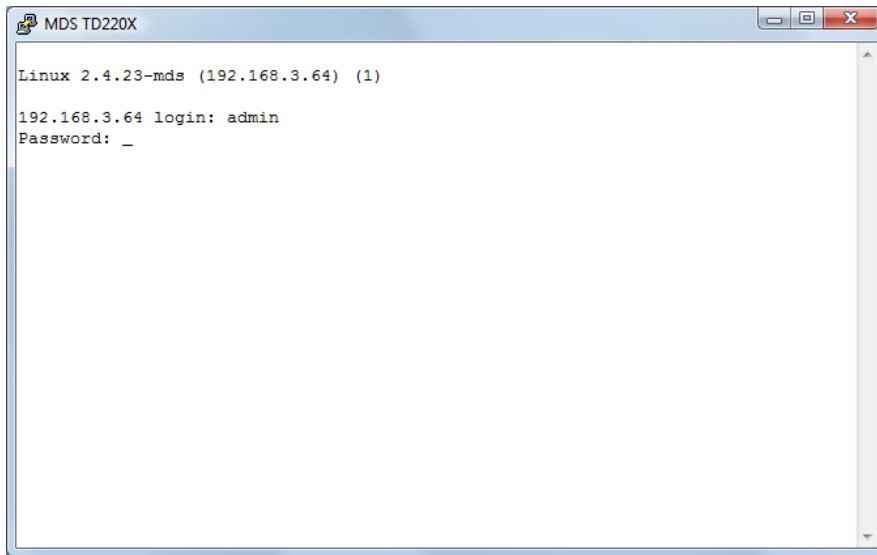 MDS TD220X
Linux 2.4.23-mds (192.168.3.64) (1)
192.168.3.64 login: admin
Password: _